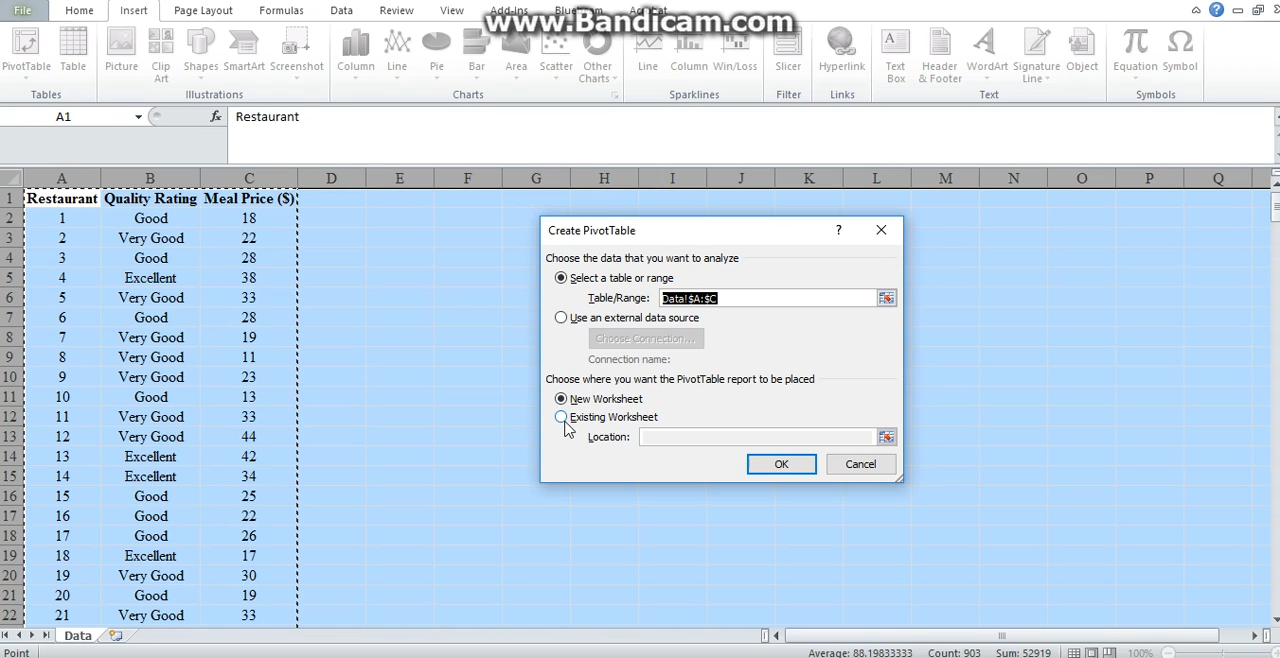 File Home Insert Page Layout Formulas Data Review View Add-Ins
www.Bandicam.com
PivotTable Table Picture Clip Art Shapes SmartArt Screenshot Column Line Pie Bar Area Scatter Other Charts Line Column Win/Loss Slicer Hyperlink Text Box Header & Footer WordArt Signature Line Object Equation Symbol
Tables Illustrations Charts Sparklines Filter Links Text Symbols
A1 fx Restaurant
A B C D E F G H I J K L M N O P Q
1 Restaurant Quality Rating Meal Price ($)
2 1 Good 18
3 2 Very Good 22
4 3 Good 28
5 4 Excellent 38
6 5 Very Good 33
7 6 Good 28
8 7 Very Good 19
9 8 Very Good 11
10 9 Very Good 23
11 10 Good 13
12 11 Very Good 33
13 12 Very Good 44
14 13 Excellent 42
15 14 Excellent 34
16 15 Good 25
17 16 Good 22
18 17 Good 26
19 18 Excellent 17
20 19 Very Good 30
21 20 Good 19
22 21 Very Good 33
Create PivotTable ?
Choose the data that you want to analyze
Select a table or range
Table/Range: Data!$A:$C
Use an external data source
Choose Connection...
Connection name:
Choose where you want the PivotTable report to be placed
New Worksheet
Existing Worksheet
Location:
OK Cancel
Data
Point Average: 88.19833333 Count: 903 Sum: 52919 100%